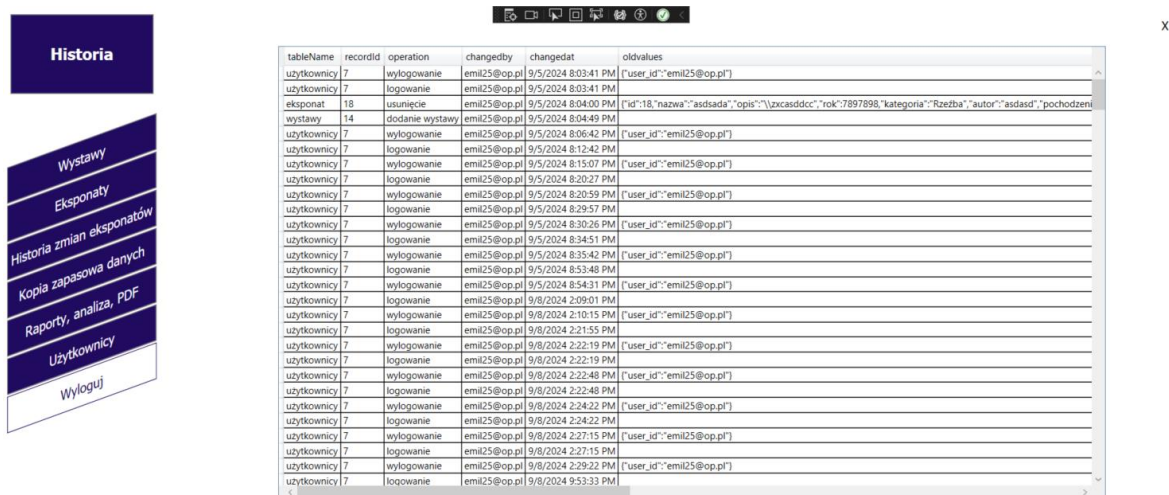 Historia
X
Wystawy
Eksponaty
Historia zmian eksponatów
Kopia zapasowa danych
Raporty, analiza, PDF
Użytkownicy
Wyloguj
tableName recordId operation changedby changedat oldvalues
użytkownicy 7 wylogowanie emil25@op.pl 9/5/2024 8:03:41 PM {"user_id":"emil25@op.pl"}
użytkownicy 7 logowanie emil25@op.pl 9/5/2024 8:03:41 PM
eksponat 18 usunięcie emil25@op.pl 9/5/2024 8:04:00 PM {"id":18,"nazwa":"asdsada","opis":"\\zxcasddcc","rok":7897898,"kategoria":"Rzeźba","autor":"asdasd","pochodzeni
wystawy 14 dodanie wystawy emil25@op.pl 9/5/2024 8:04:49 PM
użytkownicy 7 wylogowanie emil25@op.pl 9/5/2024 8:06:42 PM {"user_id":"emil25@op.pl"}
użytkownicy 7 logowanie emil25@op.pl 9/5/2024 8:12:42 PM
użytkownicy 7 wylogowanie emil25@op.pl 9/5/2024 8:15:07 PM {"user_id":"emil25@op.pl"}
użytkownicy 7 logowanie emil25@op.pl 9/5/2024 8:20:27 PM
użytkownicy 7 wylogowanie emil25@op.pl 9/5/2024 8:20:59 PM {"user_id":"emil25@op.pl"}
użytkownicy 7 logowanie emil25@op.pl 9/5/2024 8:29:57 PM
użytkownicy 7 wylogowanie emil25@op.pl 9/5/2024 8:30:26 PM {"user_id":"emil25@op.pl"}
użytkownicy 7 logowanie emil25@op.pl 9/5/2024 8:34:51 PM
użytkownicy 7 wylogowanie emil25@op.pl 9/5/2024 8:35:42 PM {"user_id":"emil25@op.pl"}
użytkownicy 7 logowanie emil25@op.pl 9/5/2024 8:53:48 PM
użytkownicy 7 wylogowanie emil25@op.pl 9/5/2024 8:54:31 PM {"user_id":"emil25@op.pl"}
użytkownicy 7 logowanie emil25@op.pl 9/8/2024 2:09:01 PM
użytkownicy 7 wylogowanie emil25@op.pl 9/8/2024 2:10:15 PM {"user_id":"emil25@op.pl"}
użytkownicy 7 logowanie emil25@op.pl 9/8/2024 2:21:55 PM
użytkownicy 7 wylogowanie emil25@op.pl 9/8/2024 2:22:19 PM {"user_id":"emil25@op.pl"}
użytkownicy 7 logowanie emil25@op.pl 9/8/2024 2:22:19 PM
użytkownicy 7 wylogowanie emil25@op.pl 9/8/2024 2:22:48 PM {"user_id":"emil25@op.pl"}
użytkownicy 7 logowanie emil25@op.pl 9/8/2024 2:22:48 PM
użytkownicy 7 wylogowanie emil25@op.pl 9/8/2024 2:24:22 PM {"user_id":"emil25@op.pl"}
użytkownicy 7 logowanie emil25@op.pl 9/8/2024 2:24:22 PM
użytkownicy 7 wylogowanie emil25@op.pl 9/8/2024 2:27:15 PM {"user_id":"emil25@op.pl"}
użytkownicy 7 logowanie emil25@op.pl 9/8/2024 2:27:15 PM
użytkownicy 7 wylogowanie emil25@op.pl 9/8/2024 2:29:22 PM {"user_id":"emil25@op.pl"}
użytkownicy 7 logowanie emil25@op.pl 9/8/2024 9:53:33 PM